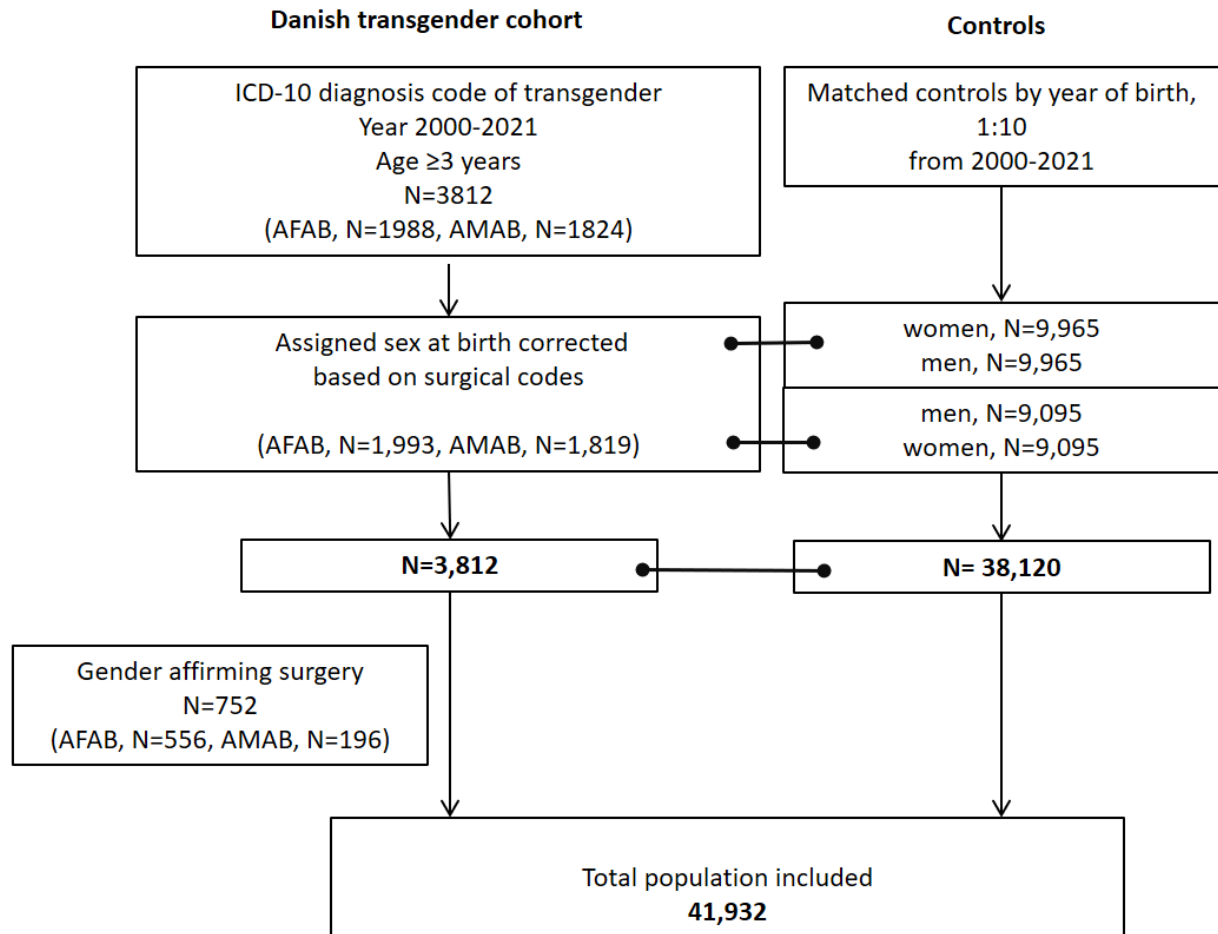 Danish transgender cohort
Controls
ICD-10 diagnosis code of transgender
Year 2000-2021
Age ≥3 years
N=3812
(AFAB, N=1988, AMAB, N=1824)
Matched controls by year of birth,
1:10
from 2000-2021
Assigned sex at birth corrected
based on surgical codes
(AFAB, N=1,993, AMAB, N=1,819)
women, N=9,965
men, N=9,965
men, N=9,095
women, N=9,095
N=3,812
N= 38,120
Gender affirming surgery
N=752
(AFAB, N=556, AMAB, N=196)
Total population included
41,932